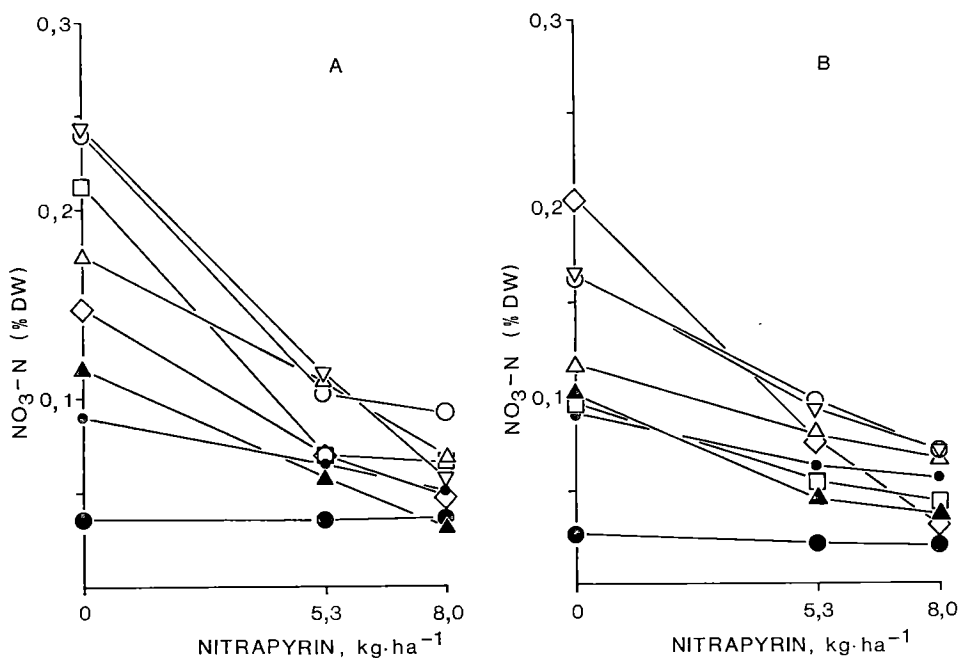 A
B
0,3
0,2
0,1
NO₃-N (% DW)
0
5,3
8,0
NITRAPYRIN, kg·ha⁻¹
0,3
0,2
0,1
NO₃-N (% DW)
0
5,3
8,0
NITRAPYRIN, kg·ha⁻¹